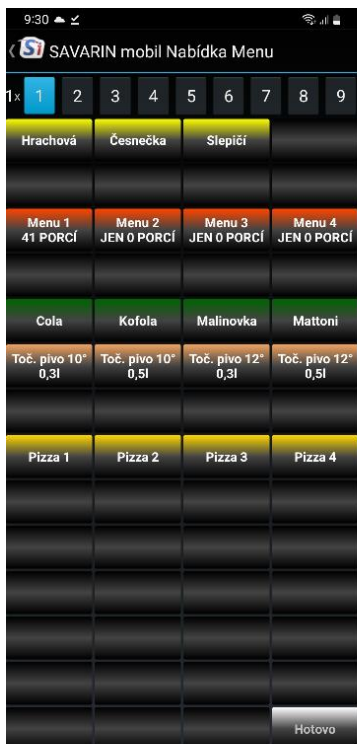 9:30
Si SAVARIN mobil Nabídka Menu
1x 1 2 3 4 5 6 7 8 9
Hrachová Česnečka Slepičí
Menu 1 Menu 2 Menu 3 Menu 4
41 PORCÍ JEN 0 PORCÍ JEN 0 PORCÍ JEN 0 PORCÍ
Cola Kofola Malinovka Mattoni
Toč. pivo 10° Toč. pivo 10° Toč. pivo 12° Toč. pivo 12°
0,3l 0,5l 0,3l 0,5l
Pizza 1 Pizza 2 Pizza 3 Pizza 4
Hotovo